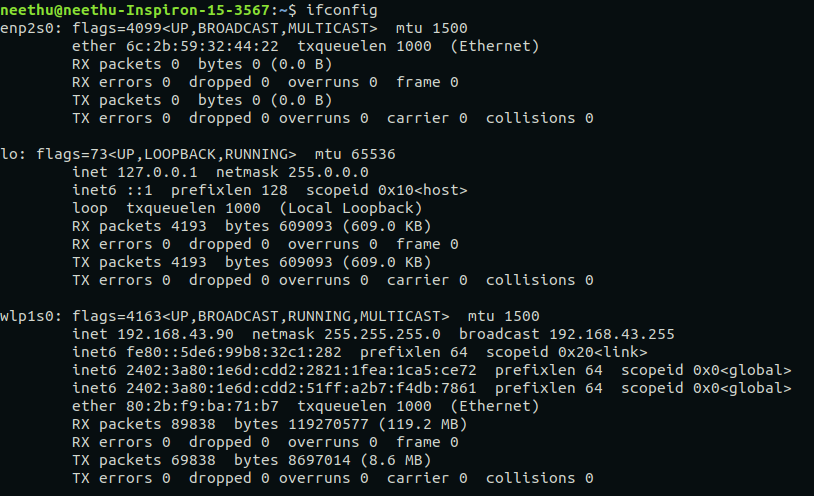 neethu@neethu-Inspiron-15-3567:~$ ifconfig
enp2s0: flags=4099<UP,BROADCAST,MULTICAST>  mtu 1500
        ether 6c:2b:59:32:44:22  txqueuelen 1000  (Ethernet)
        RX packets 0  bytes 0 (0.0 B)
        RX errors 0  dropped 0  overruns 0  frame 0
        TX packets 0  bytes 0 (0.0 B)
        TX errors 0  dropped 0 overruns 0  carrier 0  collisions 0

lo: flags=73<UP,LOOPBACK,RUNNING>  mtu 65536
        inet 127.0.0.1  netmask 255.0.0.0
        inet6 ::1  prefixlen 128  scopeid 0x10<host>
        loop  txqueuelen 1000  (Local Loopback)
        RX packets 4193  bytes 609093 (609.0 KB)
        RX errors 0  dropped 0  overruns 0  frame 0
        TX packets 4193  bytes 609093 (609.0 KB)
        TX errors 0  dropped 0 overruns 0  carrier 0  collisions 0

wlp1s0: flags=4163<UP,BROADCAST,RUNNING,MULTICAST>  mtu 1500
        inet 192.168.43.90  netmask 255.255.255.0  broadcast 192.168.43.255
        inet6 fe80::5de6:99b8:32c1:282  prefixlen 64  scopeid 0x20<link>
        inet6 2402:3a80:1e6d:cdd2:2821:1fea:1ca5:ce72  prefixlen 64  scopeid 0x0<global>
        inet6 2402:3a80:1e6d:cdd2:51ff:a2b7:f4db:7861  prefixlen 64  scopeid 0x0<global>
        ether 80:2b:f9:ba:71:b7  txqueuelen 1000  (Ethernet)
        RX packets 89838  bytes 119270577 (119.2 MB)
        RX errors 0  dropped 0  overruns 0  frame 0
        TX packets 69838  bytes 8697014 (8.6 MB)
        TX errors 0  dropped 0 overruns 0  carrier 0  collisions 0